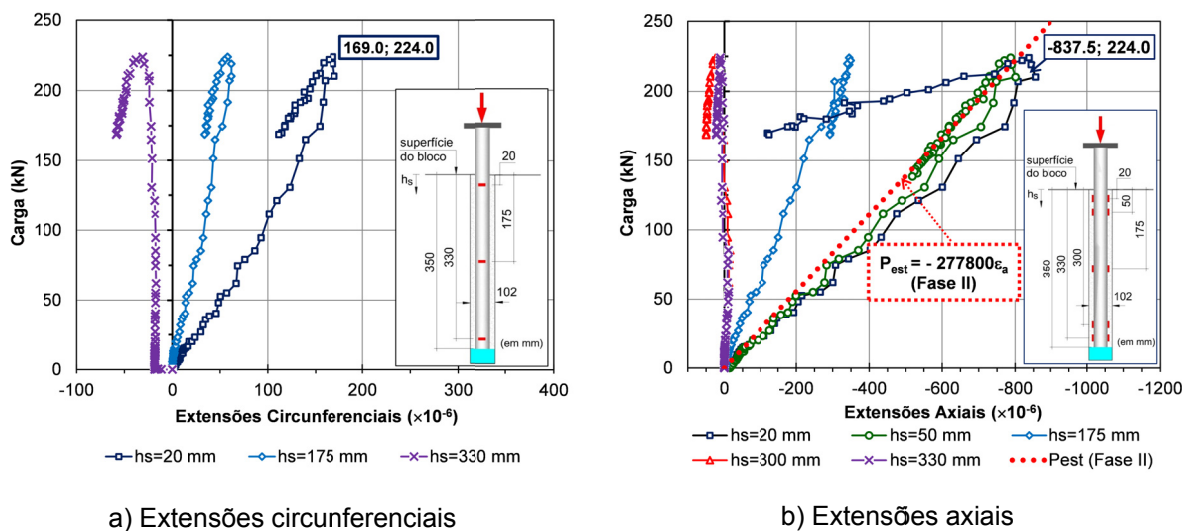 250
200
150
100
50
0
Carga (kN)
-100
0
100
200
300
400
Extensões Circunferenciais (×10⁻⁶)
169.0; 224.0
superfície
do bloco
hs
20
175
330
350
102
(em mm)
hs=20 mm
hs=175 mm
hs=330 mm
a) Extensões circunferenciais
250
200
150
100
50
0
Carga (kN)
0
-200
-400
-600
-800
-1000
-1200
Extensões Axiais (×10⁻⁶)
-837.5; 224.0
Pest = - 277800εa
(Fase II)
superfície
do boco
hs
20
50
175
300
330
350
102
(em mm)
hs=20 mm
hs=50 mm
hs=175 mm
hs=300 mm
hs=330 mm
Pest (Fase II)
b) Extensões axiais